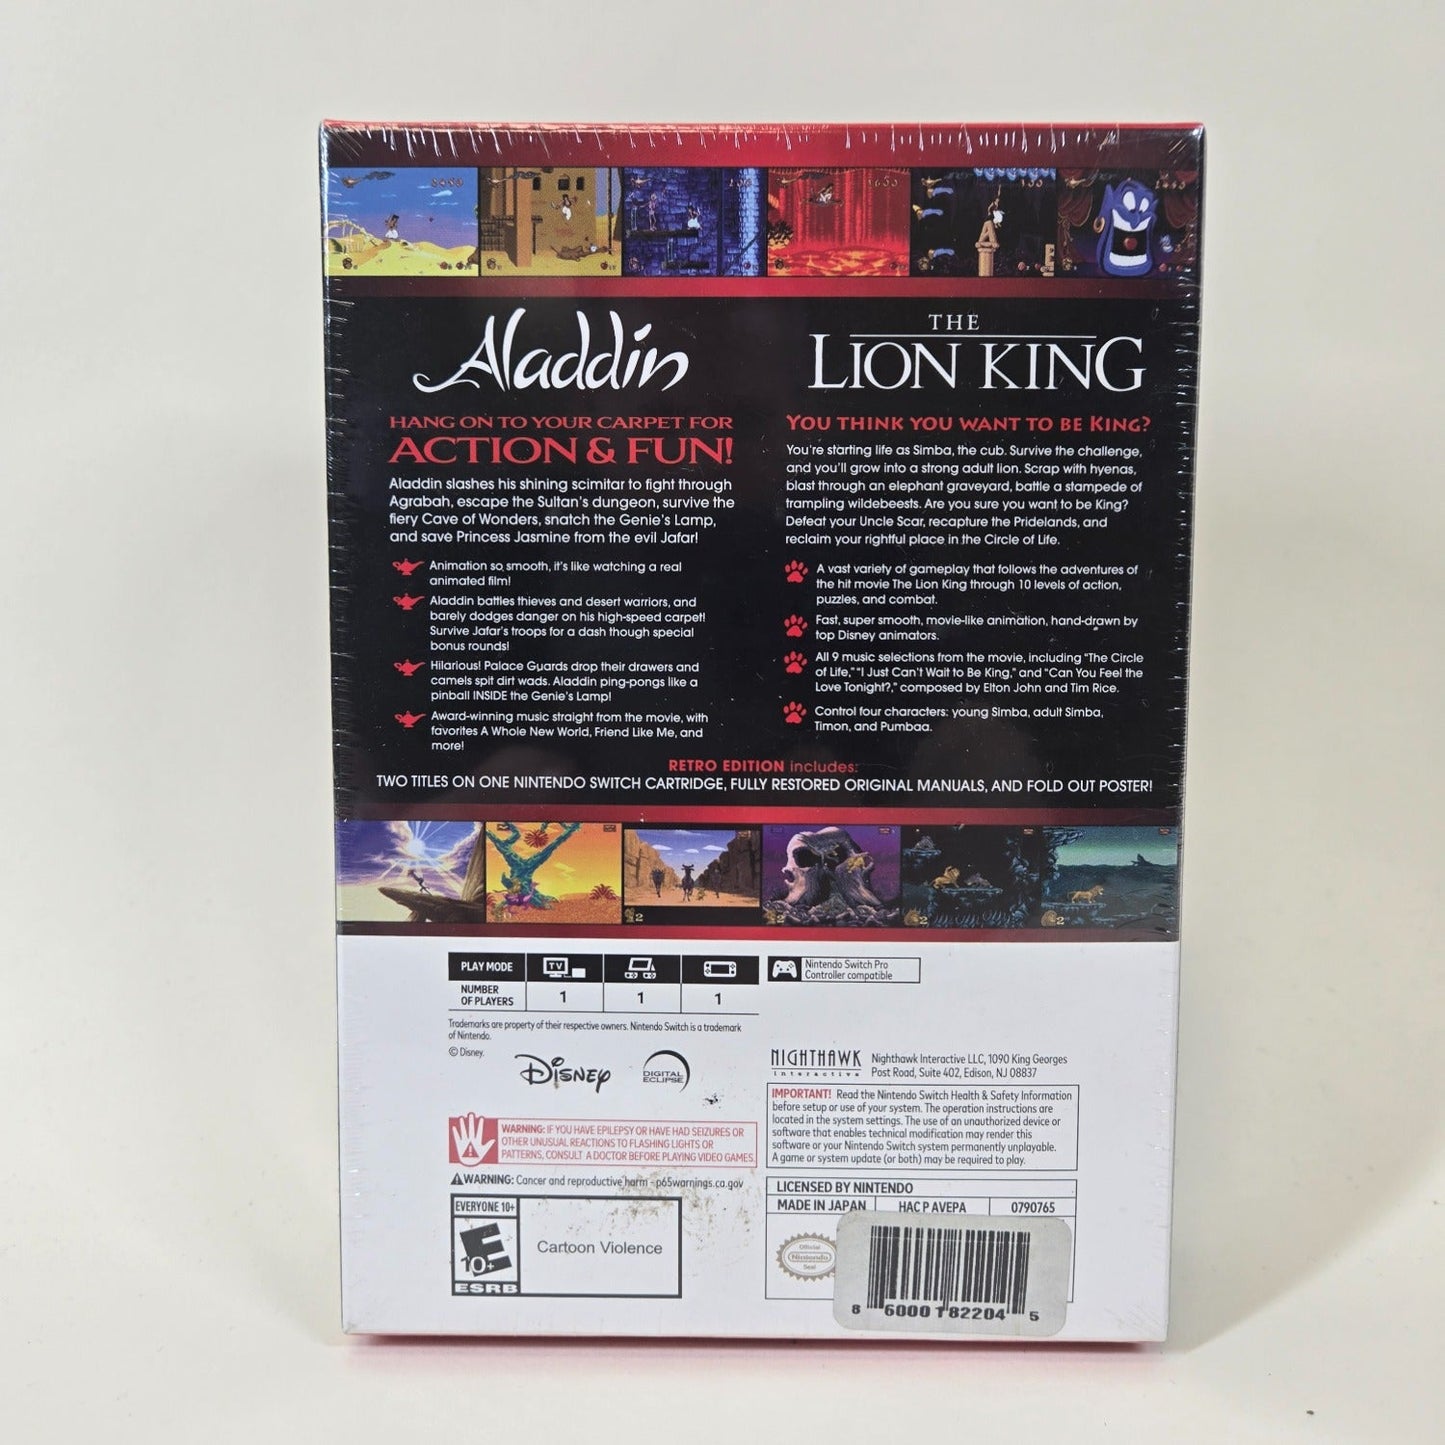 Aladdin
HANG ON TO YOUR CARPET FOR
ACTION & FUN!
Aladdin slashes his shining scimitar to fight through
Agrabah, escape the Sultan's dungeon, survive the
fiery Cave of Wonders, snatch the Genie's Lamp,
and save Princess Jasmine from the evil Jafar!
Animation so smooth, it's like watching a real
animated film!
Aladdin battles thieves and desert warriors, and
barely dodges danger on his high-speed carpet!
Survive Jafar's troops for a dash though special
bonus rounds!
Hilarious! Palace Guards drop their drawers and
camels spit dirt wads. Aladdin ping-pongs like a
pinball INSIDE the Genie's Lamp!
Award-winning music straight from the movie, with
favorites A Whole New World, Friend Like Me, and
more!
THE
LION KING
YOU THINK YOU WANT TO BE KING?
You're starting life as Simba, the cub. Survive the challenge,
and you'll grow into a strong adult lion. Scrap with hyenas,
blast through an elephant graveyard, battle a stampede of
trampling wildebeests. Are you sure you want to be King?
Defeat your Uncle Scar, recapture the Pridelands, and
reclaim your rightful place in the Circle of Life.
A vast variety of gameplay that follows the adventures of
the hit movie The Lion King through 10 levels of action,
puzzles, and combat.
Fast, super smooth, movie-like animation, hand-drawn by
top Disney animators.
All 9 music selections from the movie, including "The Circle
of Life," "I Just Can't Wait to Be King," and "Can You Feel the
Love Tonight?," composed by Elton John and Tim Rice.
Control four characters: young Simba, adult Simba,
Timon, and Pumbaa.
RETRO EDITION includes:
TWO TITLES ON ONE NINTENDO SWITCH CARTRIDGE, FULLY RESTORED ORIGINAL MANUALS, AND FOLD OUT POSTER!
PLAY MODE
TV
NUMBER
OF PLAYERS
1
1
1
Nintendo Switch Pro
Controller compatible
Trademarks are property of their respective owners. Nintendo Switch is a trademark
of Nintendo.
© Disney.
Disney
DIGITAL
ECLIPSE
NIGHTHAWK
interactive
Nighthawk Interactive LLC, 1090 King Georges
Post Road, Suite 402, Edison, NJ 08837
IMPORTANT! Read the Nintendo Switch Health & Safety Information
before setup or use of your system. The operation instructions are
located in the system settings. The use of an unauthorized device or
software that enables technical modification may render this
software or your Nintendo Switch system permanently unplayable.
A game or system update (or both) may be required to play.
WARNING: IF YOU HAVE EPILEPSY OR HAVE HAD SEIZURES OR
OTHER UNUSUAL REACTIONS TO FLASHING LIGHTS OR
PATTERNS, CONSULT A DOCTOR BEFORE PLAYING VIDEO GAMES.
WARNING: Cancer and reproductive harm - p65warnings.ca.gov
EVERYONE 10+
E
10+
ESRB
Cartoon Violence
LICENSED BY NINTENDO
MADE IN JAPAN
HAC P AVEPA
0790765
Official
Nintendo
Seal
8 60001 82204 5